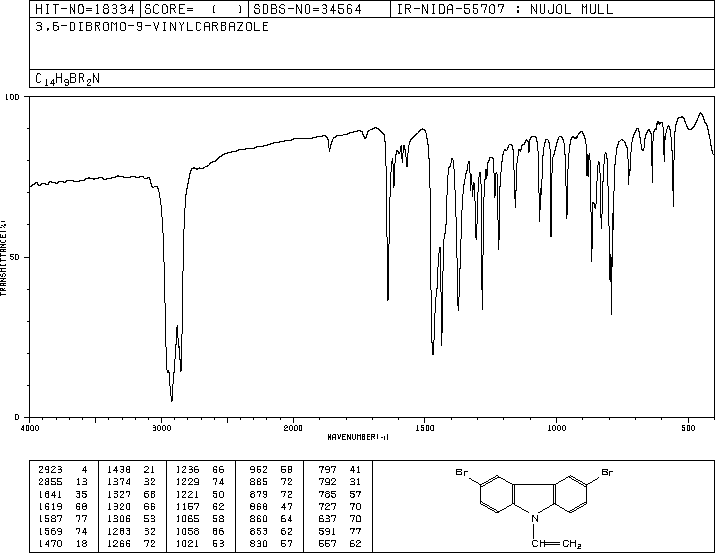 HIT-NO=18334 SCORE= ( ) SDBS-NO=34564 IR-NIDA-55707 : NUJOL MULL
3,6-DIBROMO-9-VINYLCARBAZOLE
C14H9BR2N
100
50
0
TRANSMITTANCE(%)
4000 3000 2000 1500 1000 500
WAVENUMBER(-1)
2923 4 1438 21 1236 66 962 68 797 41
2855 13 1374 32 1229 74 885 72 792 31
1641 35 1327 66 1221 50 879 72 785 57
1619 68 1320 66 1157 62 868 47 727 70
1587 77 1306 53 1065 58 860 64 637 70
1569 74 1283 32 1058 86 853 62 591 77
1470 18 1266 72 1021 53 830 57 557 62
Br Br
N
CH=CH2